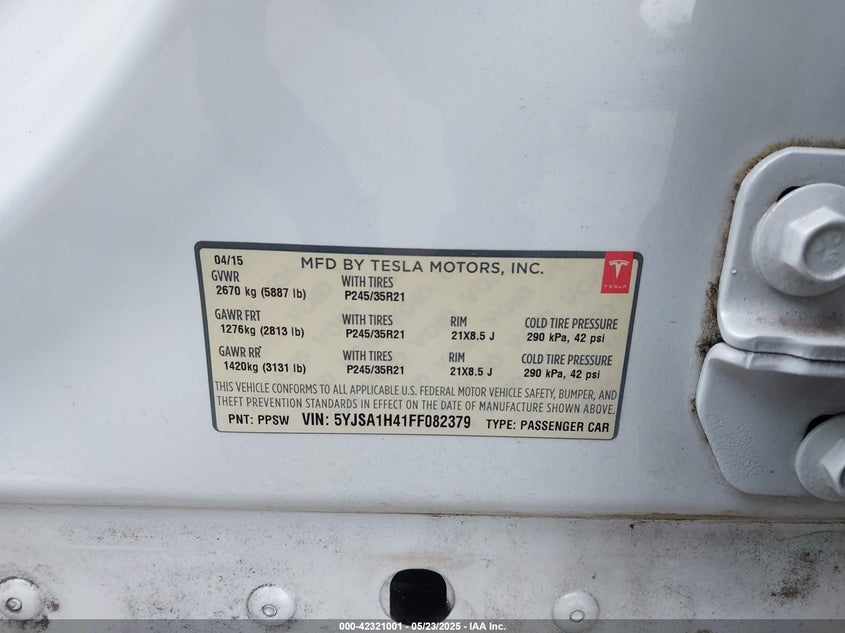 04/15
MFD BY TESLA MOTORS, INC.
TESLA
GVWR WITH TIRES
2670 kg (5887 lb) P245/35R21
GAWR FRT WITH TIRES RIM COLD TIRE PRESSURE
1276kg (2813 lb) P245/35R21 21X8.5 J 290 kPa, 42 psi
GAWR RR WITH TIRES RIM COLD TIRE PRESSURE
1420kg (3131 lb) P245/35R21 21X8.5 J 290 kPa, 42 psi
THIS VEHICLE CONFORMS TO ALL APPLICABLE U.S. FEDERAL MOTOR VEHICLE SAFETY, BUMPER, AND
THEFT PREVENTION STANDARDS IN EFFECT ON THE DATE OF MANUFACTURE SHOWN ABOVE.
PNT: PPSW VIN: 5YJSA1H41FF082379 TYPE: PASSENGER CAR
000-42321001 - 05/23/2025 - IAA Inc.